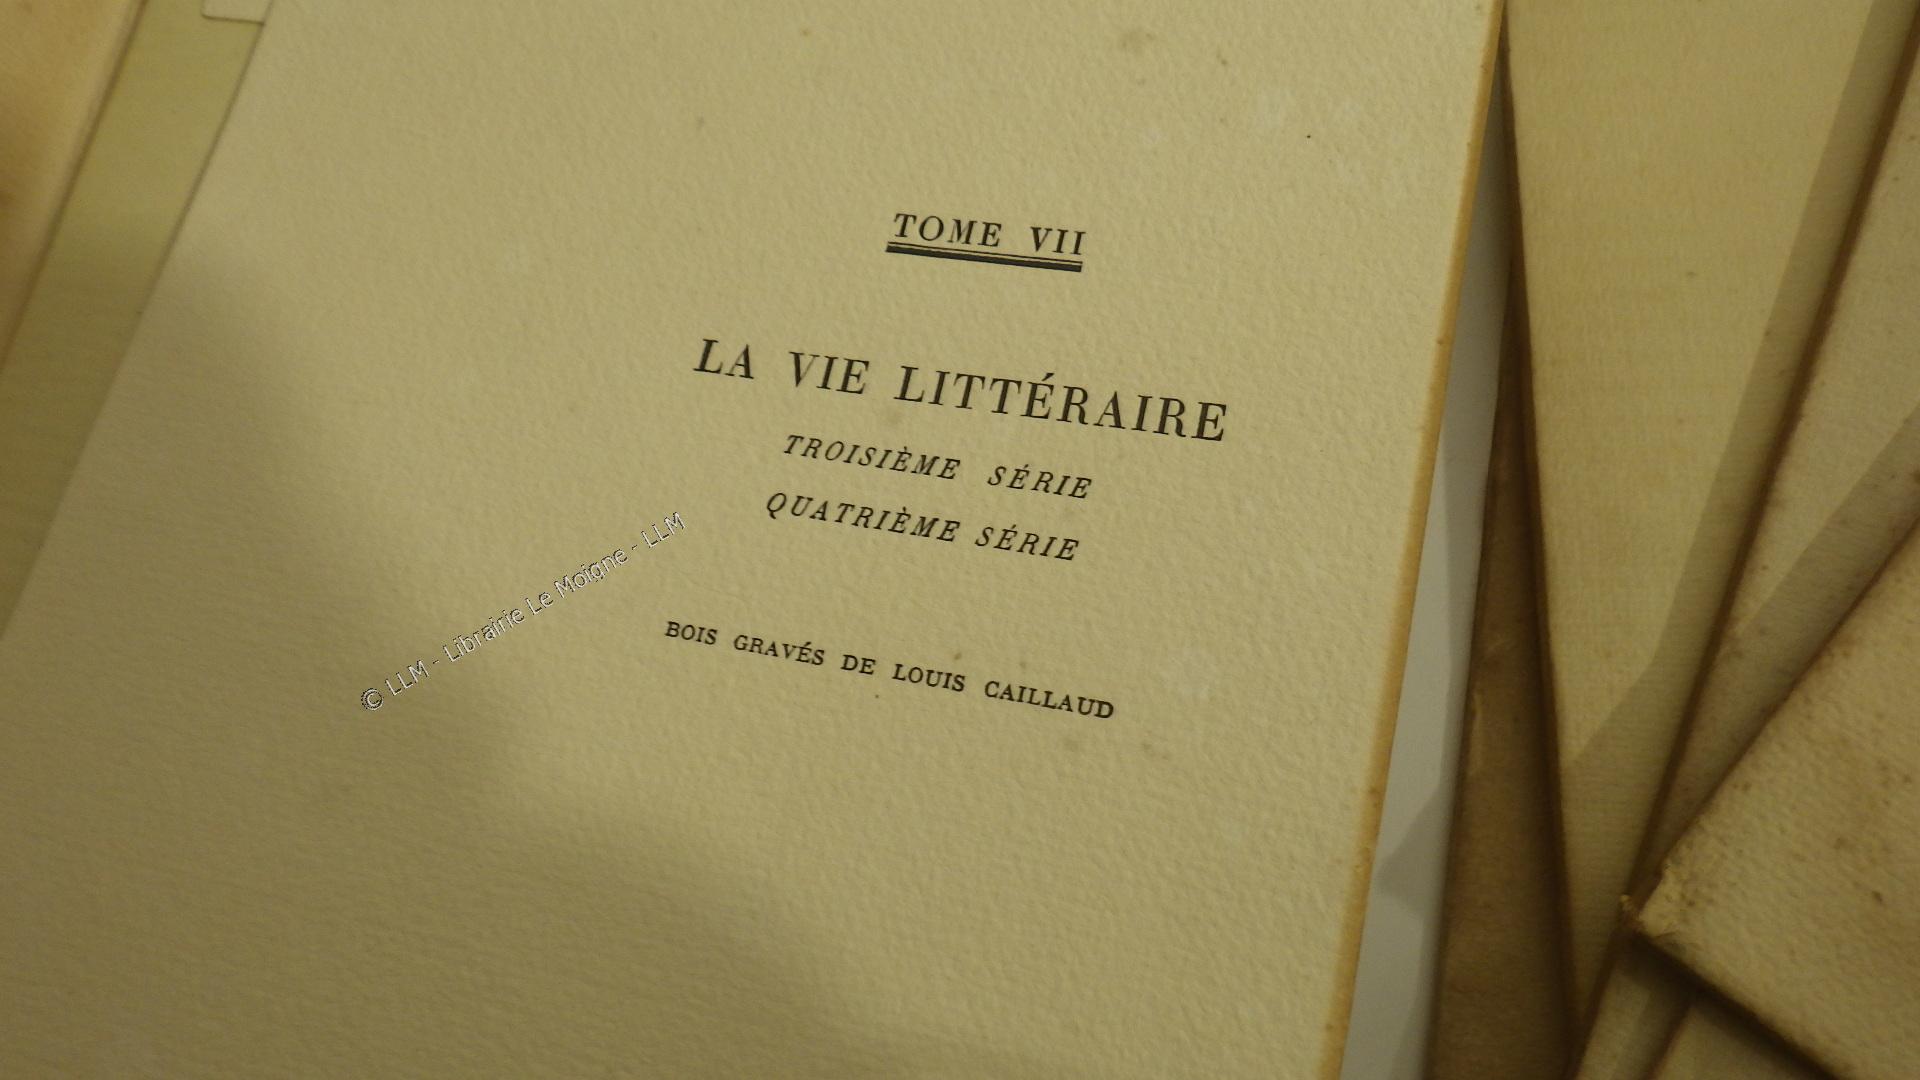 TOME VII
LA VIE LITTÉRAIRE
TROISIÈME SÉRIE
QUATRIÈME SÉRIE
© LLM - Librairie Le Moigne - LLM
BOIS GRAVÉS DE LOUIS CAILLAUD